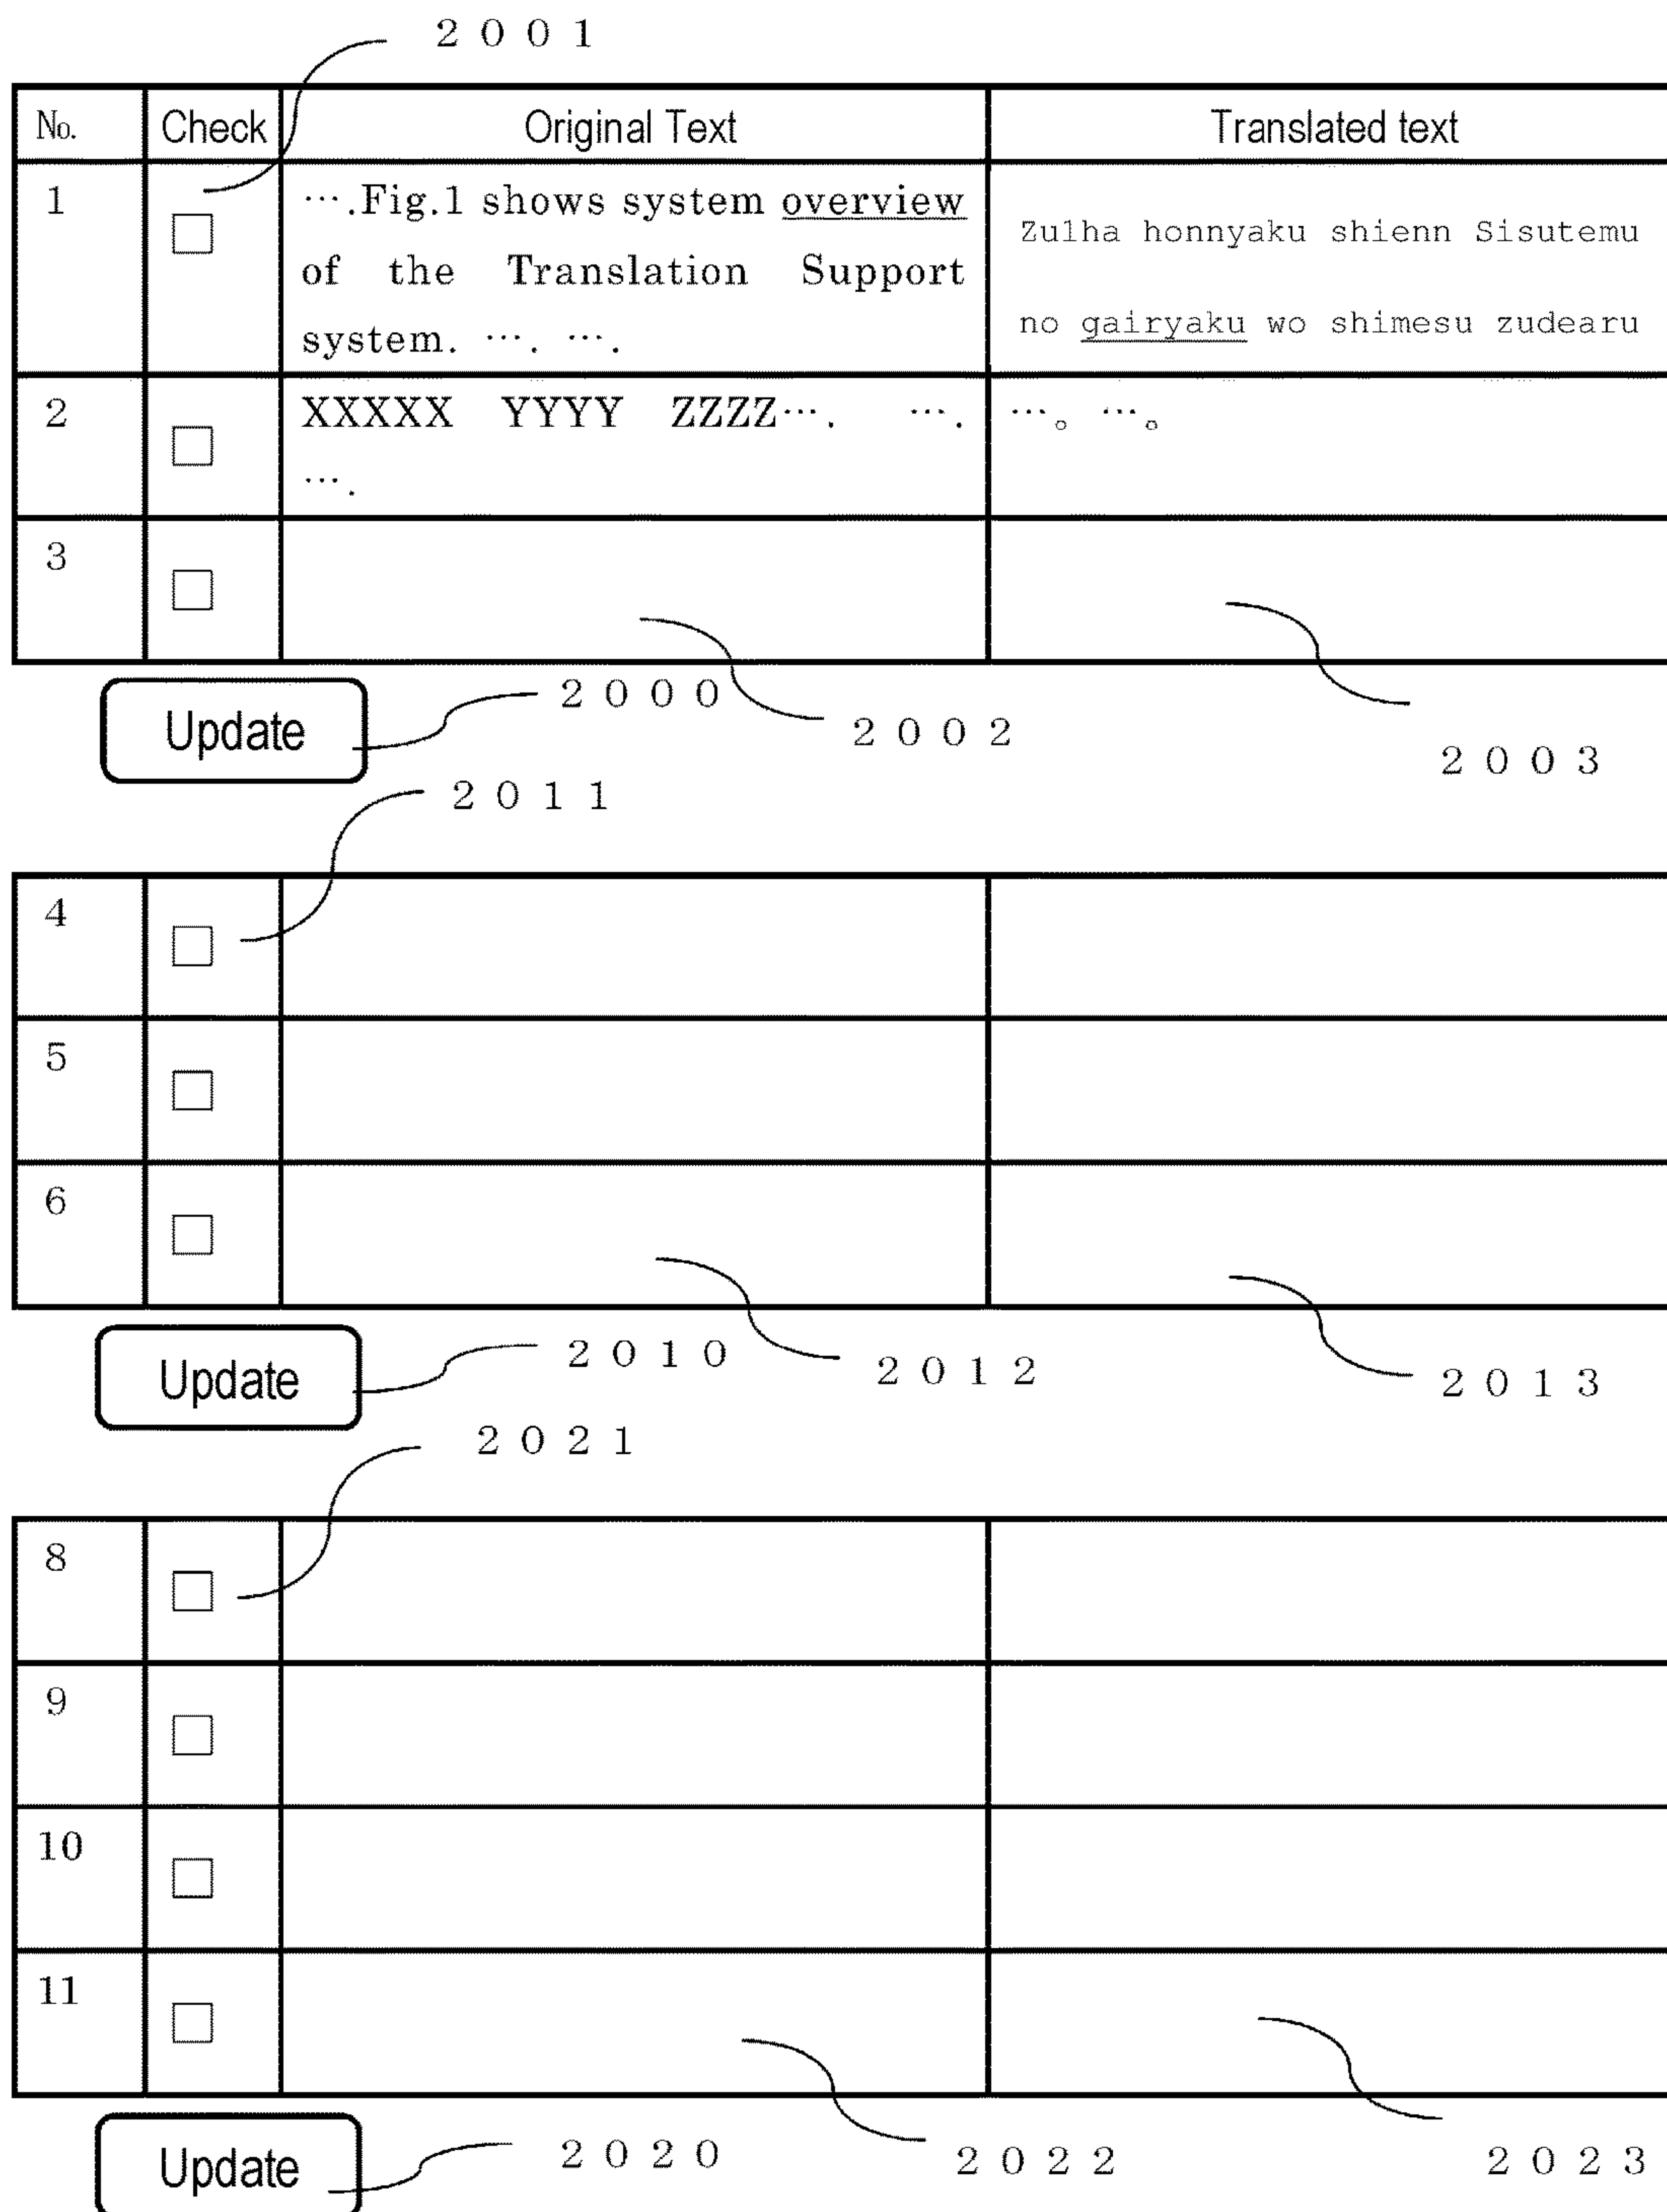 2001
No. Check Original Text Translated text
1 ☐ ….Fig.1 shows system overview
of the Translation Support
system. …. ….
Zu1ha honnyaku shienn Sisutemu
no gairyaku wo shimesu zudearu
2 ☐ XXXXX YYYY ZZZZ…. ….
….
…。 …。
3 ☐
Update 2000 2002 2003
2011
4 ☐
5 ☐
6 ☐
Update 2010 2012 2013
2021
8 ☐
9 ☐
10 ☐
11 ☐
Update 2020 2022 2023